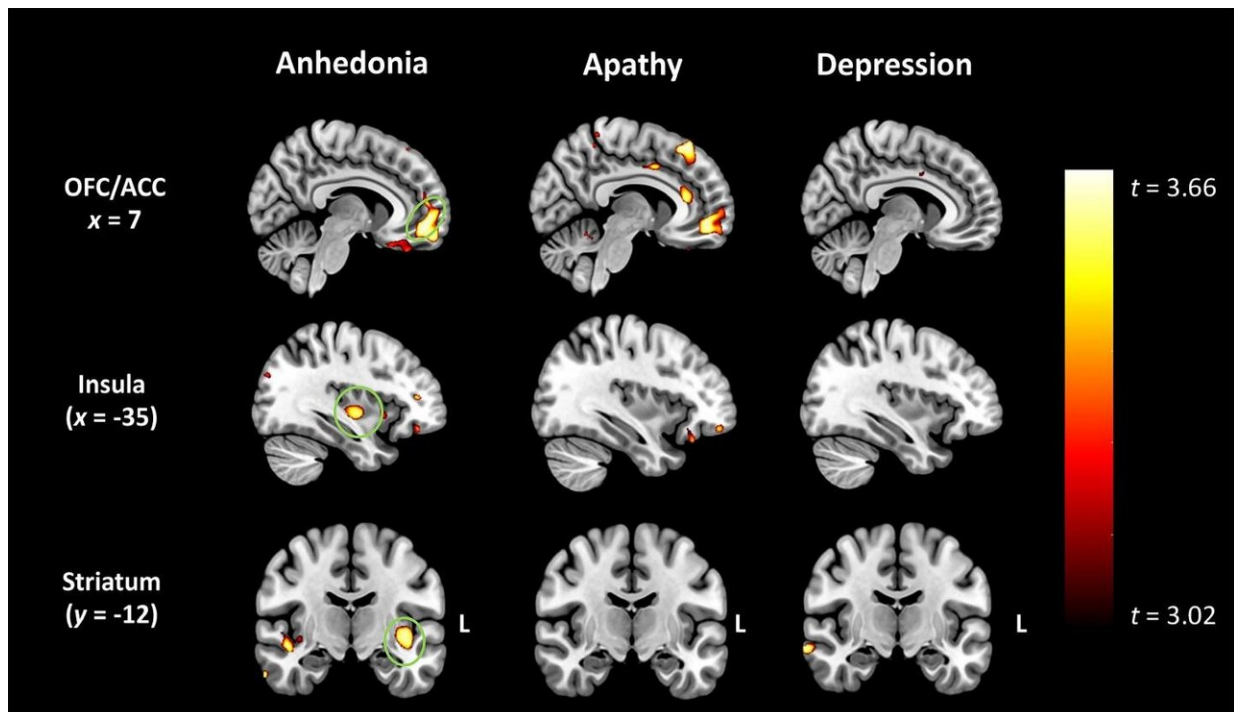 Anhedonia
Apathy
Depression
OFC/ACC
x = 7
t = 3.66
Insula
(x = -35)
Striatum
(y = -12)
L
L
L
t = 3.02